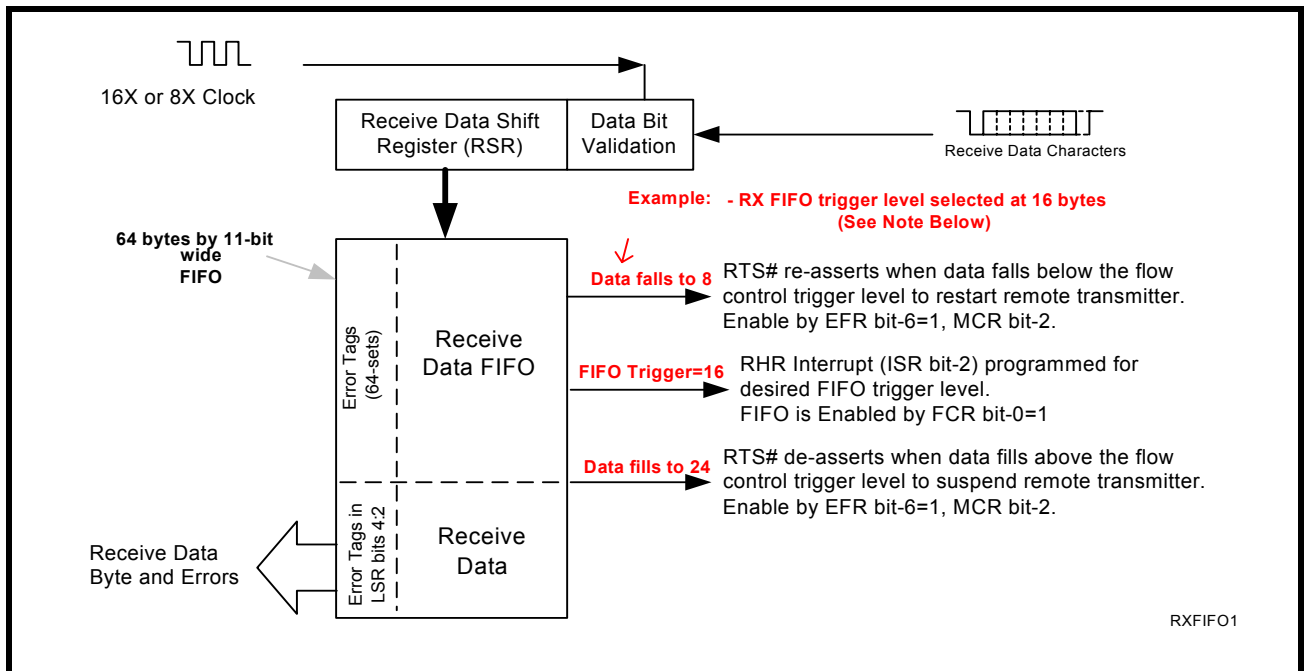 16X or 8X Clock
Receive Data Shift
Register (RSR)
Data Bit
Validation
Receive Data Characters
Example: - RX FIFO trigger level selected at 16 bytes
(See Note Below)
64 bytes by 11-bit
wide
FIFO
Error Tags
(64-sets)
Receive
Data FIFO
Data falls to 8
RTS# re-asserts when data falls below the flow
control trigger level to restart remote transmitter.
Enable by EFR bit-6=1, MCR bit-2.
FIFO Trigger=16
RHR Interrupt (ISR bit-2) programmed for
desired FIFO trigger level.
FIFO is Enabled by FCR bit-0=1
Data fills to 24
RTS# de-asserts when data fills above the flow
control trigger level to suspend remote transmitter.
Enable by EFR bit-6=1, MCR bit-2.
Error Tags in
LSR bits 4:2
Receive
Data
Receive Data
Byte and Errors
RXFIFO1